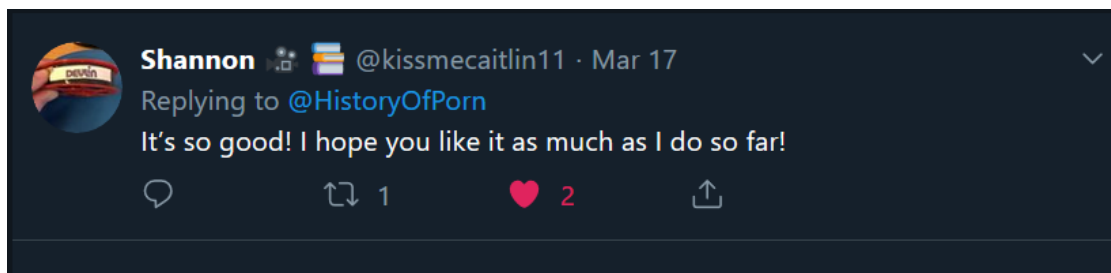 Shannon 🎥 📚 @kissmecaitlin11 · Mar 17
Replying to @HistoryOfPorn
It's so good! I hope you like it as much as I do so far!
1 2